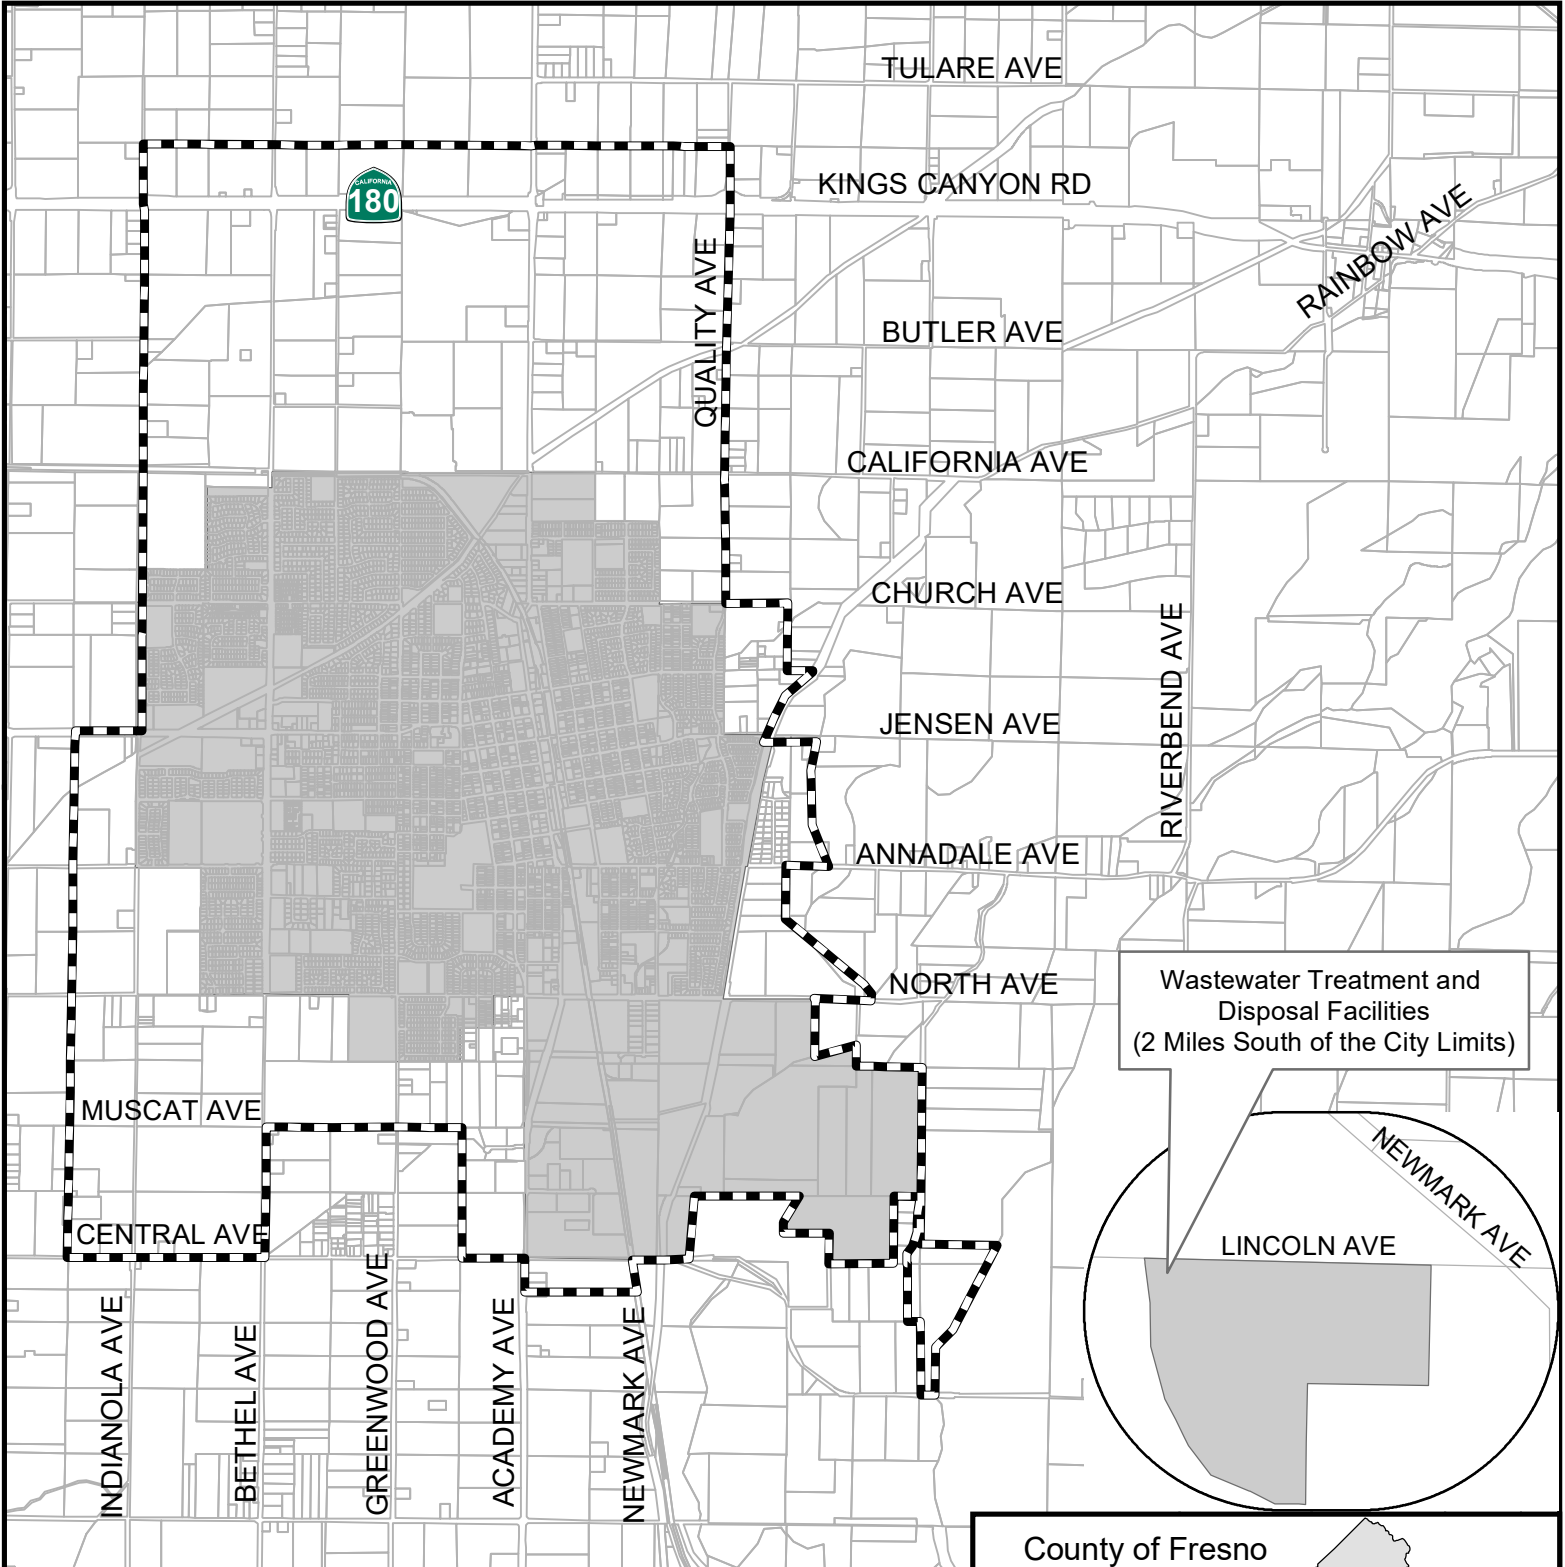 TULARE AVE
CALIFORNIA
180
KINGS CANYON RD
RAINBOW AVE
QUALITY AVE
BUTLER AVE
CALIFORNIA AVE
CHURCH AVE
RIVERBEND AVE
JENSEN AVE
ANNADALE AVE
NORTH AVE
Wastewater Treatment and
Disposal Facilities
(2 Miles South of the City Limits)
MUSCAT AVE
NEWMARK AVE
CENTRAL AVE
LINCOLN AVE
INDIANOLA AVE
BETHEL AVE
GREENWOOD AVE
ACADEMY AVE
NEWMARK AVE
County of Fresno